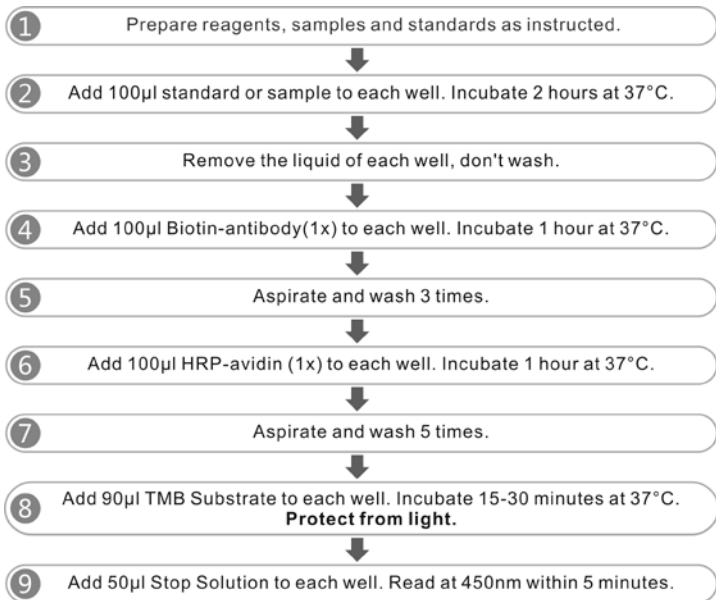 1 Prepare reagents, samples and standards as instructed.
2 Add 100μl standard or sample to each well. Incubate 2 hours at 37°C.
3 Remove the liquid of each well, don't wash.
4 Add 100μl Biotin-antibody(1x) to each well. Incubate 1 hour at 37°C.
5 Aspirate and wash 3 times.
6 Add 100μl HRP-avidin (1x) to each well. Incubate 1 hour at 37°C.
7 Aspirate and wash 5 times.
8 Add 90μl TMB Substrate to each well. Incubate 15-30 minutes at 37°C.
Protect from light.
9 Add 50μl Stop Solution to each well. Read at 450nm within 5 minutes.